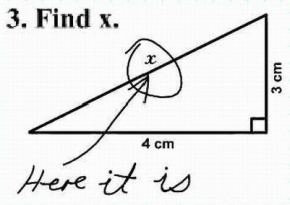 3. Find x.
x
3 cm
4 cm
Here it is